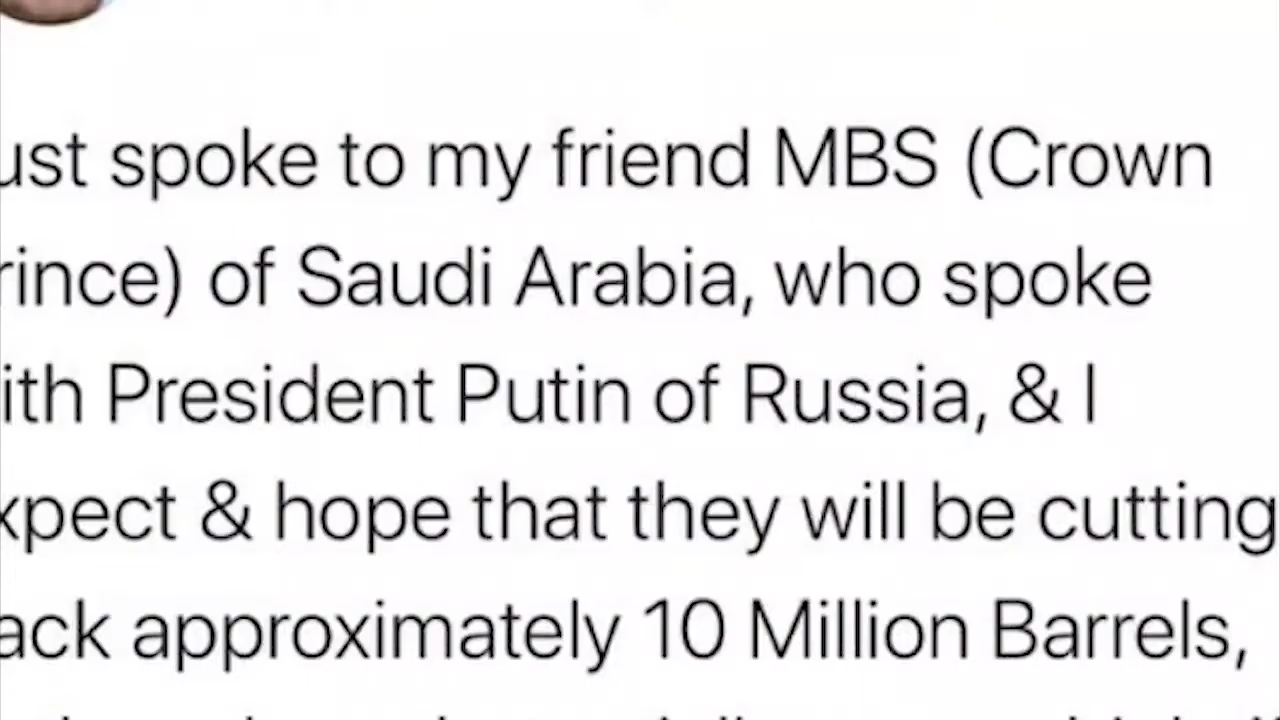 ust spoke to my friend MBS (Crown
rince) of Saudi Arabia, who spoke
ith President Putin of Russia, & I
xpect & hope that they will be cutting
ack approximately 10 Million Barrels,